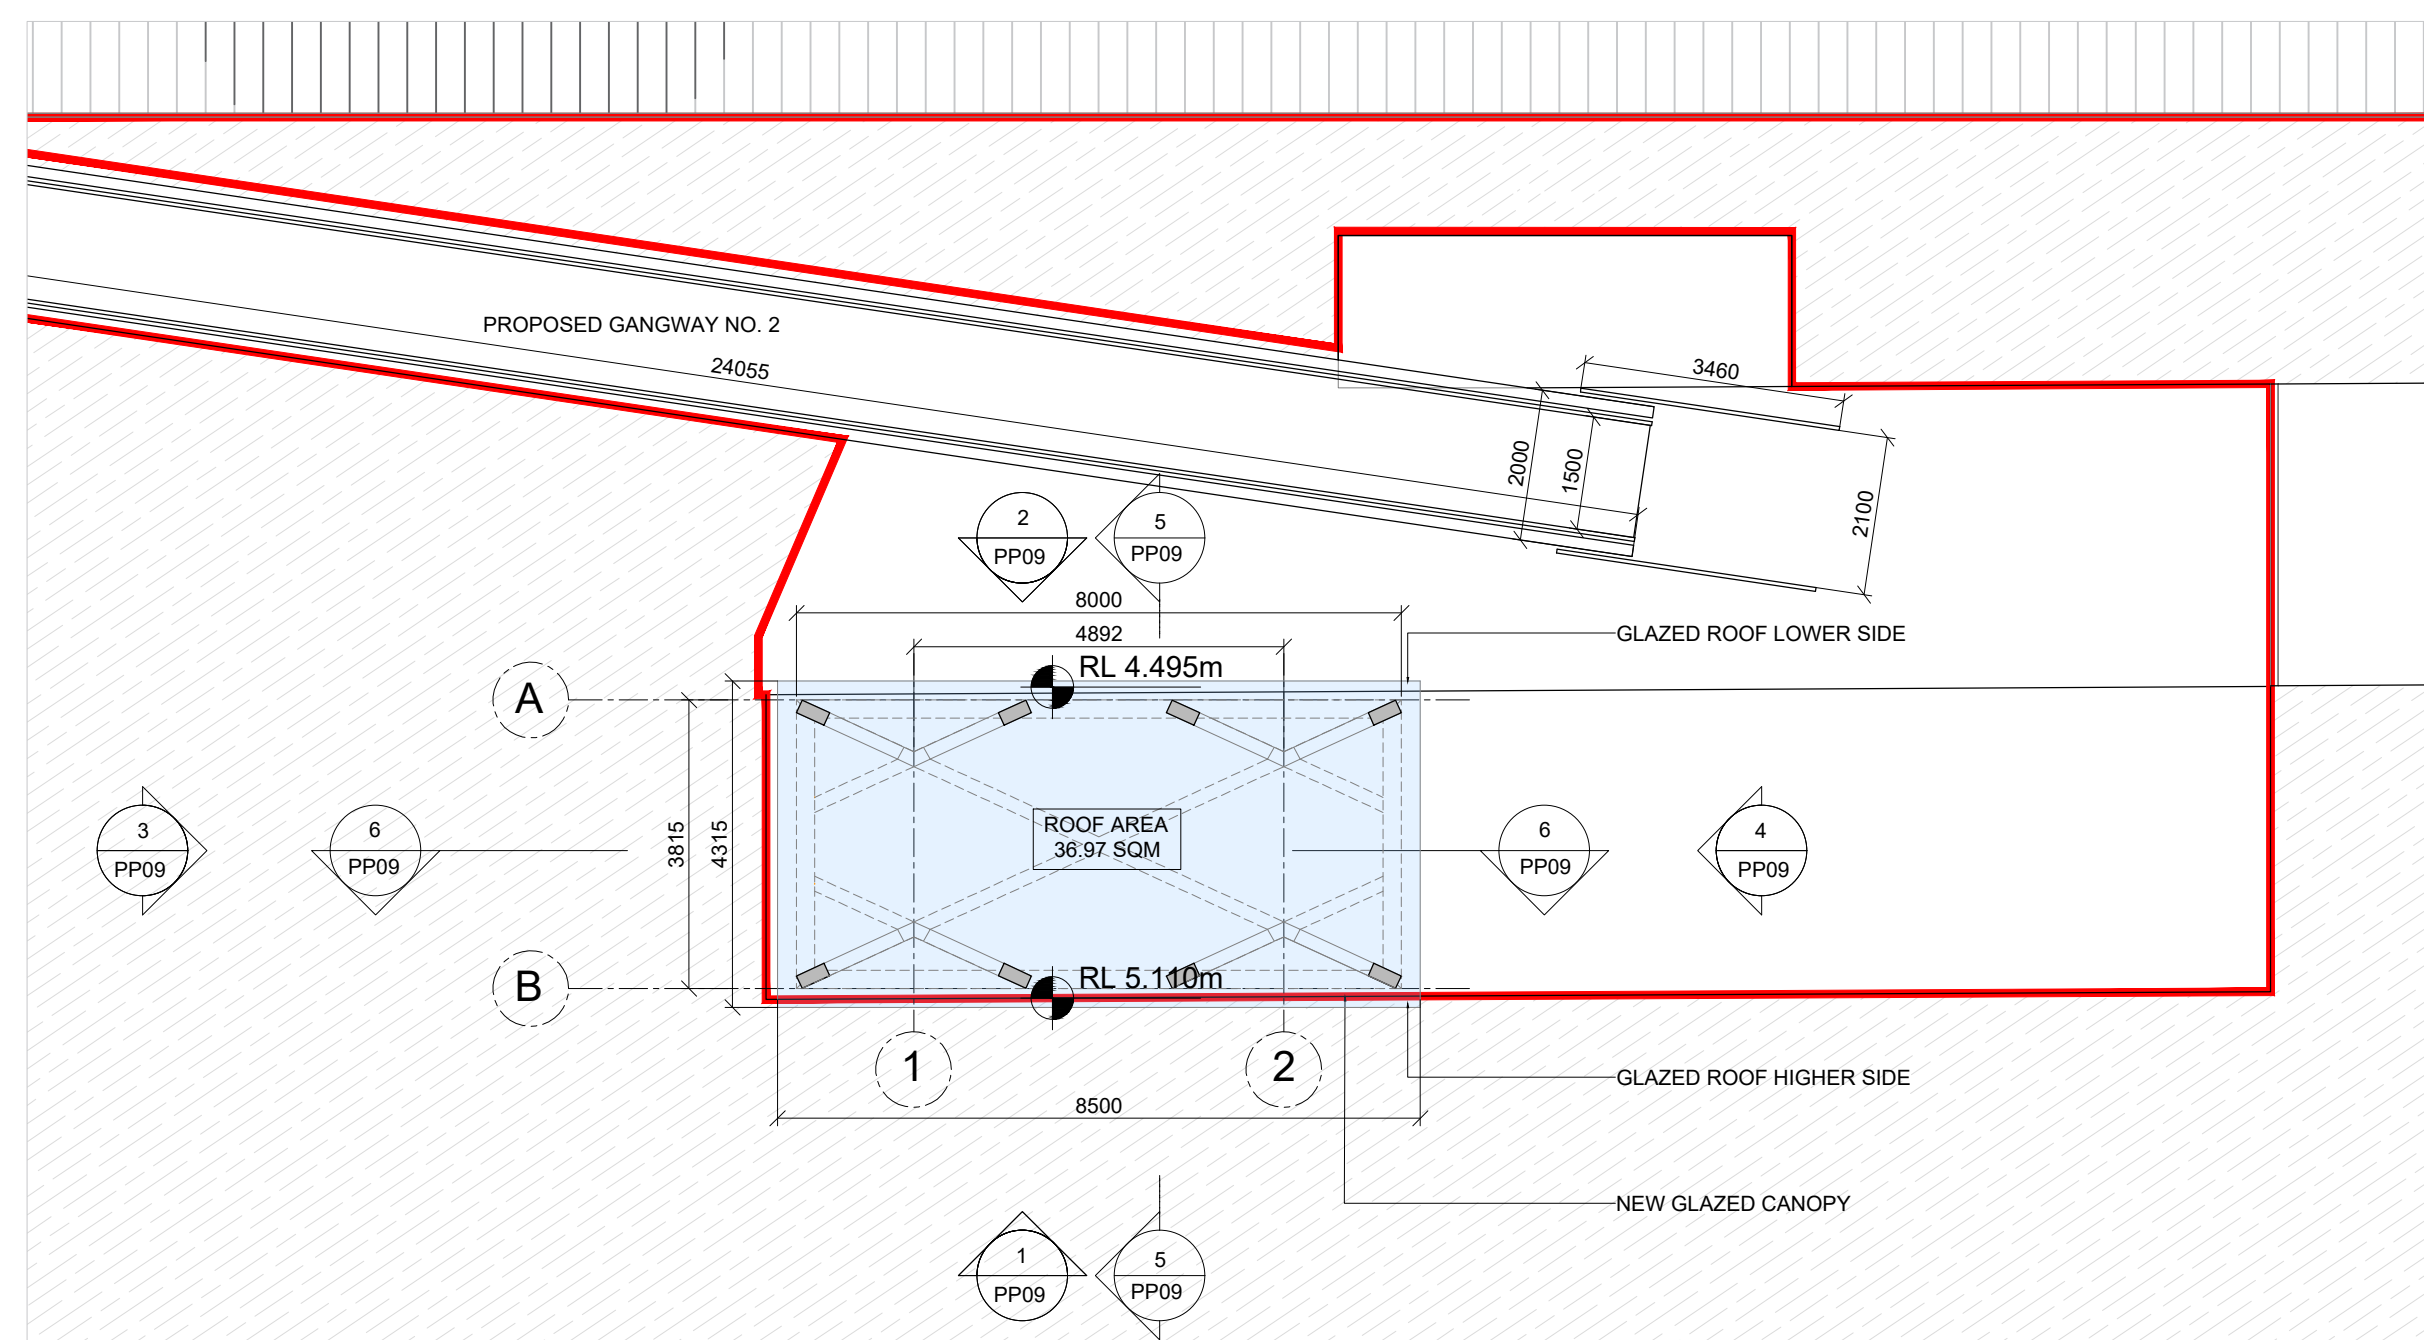 PROPOSED GANGWAY NO. 2
24055
3460
2000
1500
2100
2
PP09
5
PP09
8000
4892
GLAZED ROOF LOWER SIDE
RL 4.495m
A
3815
4315
ROOF AREA
36.97 SQM
3
PP09
6
PP09
6
PP09
4
PP09
B
RL 5.110m
1
2
GLAZED ROOF HIGHER SIDE
8500
NEW GLAZED CANOPY
1
PP09
5
PP09